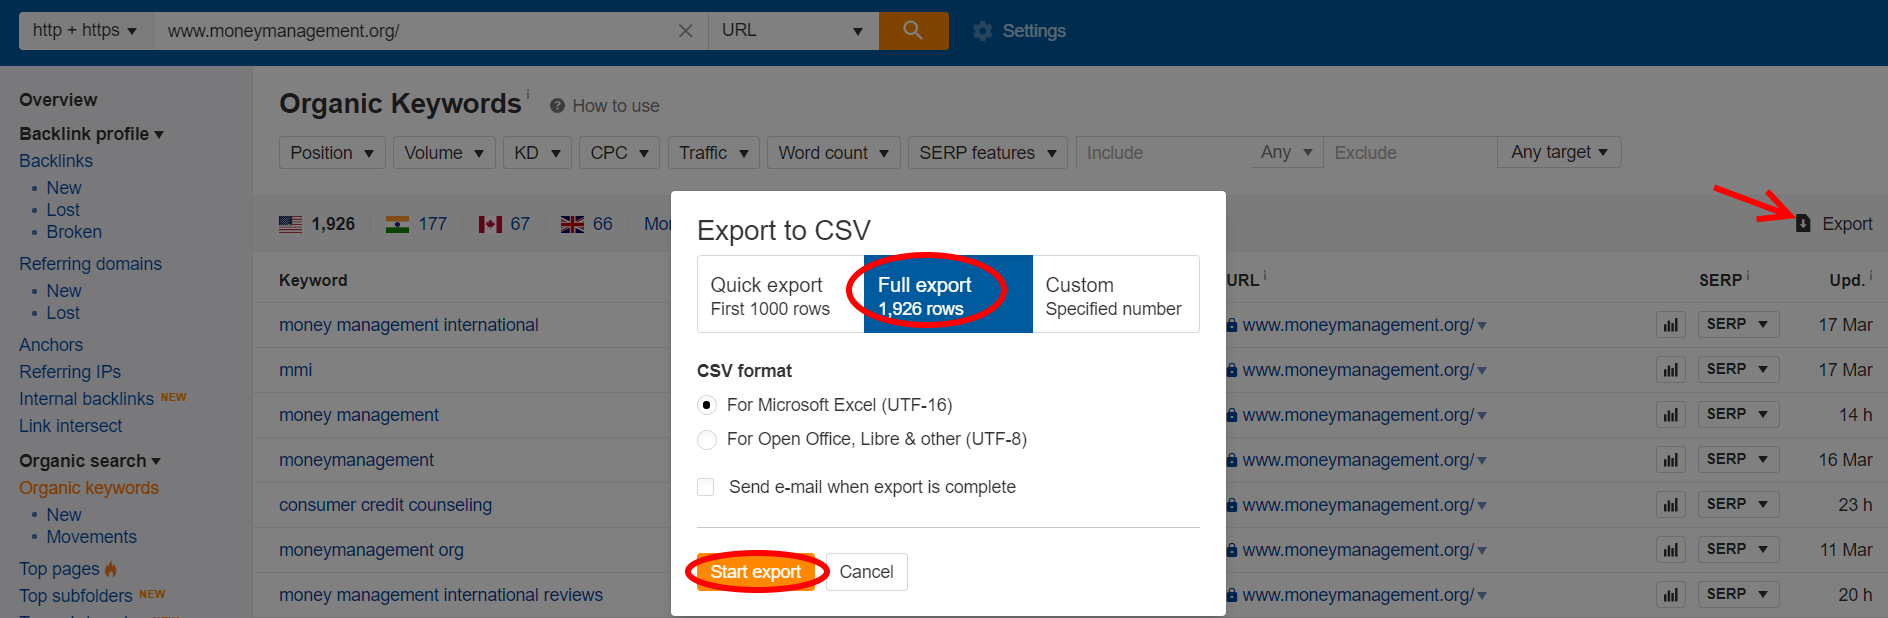 http + https www.moneymanagement.org/ URL Settings
Overview
Backlink profile
Backlinks
New
Lost
Broken
Referring domains
New
Lost
Anchors
Referring IPs
Internal backlinks NEW
Link intersect
Organic search
Organic keywords
New
Movements
Top pages
Top subfolders NEW
Organic Keywords i How to use
Position Volume KD CPC Traffic Word count SERP features Include Any Exclude Any target
1,926 177 67 66
Export
Keyword URL i SERP i Upd. i
money management international www.moneymanagement.org/ SERP 17 Mar
mmi www.moneymanagement.org/ SERP 17 Mar
money management www.moneymanagement.org/ SERP 14 h
moneymanagement www.moneymanagement.org/ SERP 16 Mar
consumer credit counseling www.moneymanagement.org/ SERP 23 h
moneymanagement org www.moneymanagement.org/ SERP 11 Mar
money management international reviews www.moneymanagement.org/ SERP 20 h
Export to CSV
Quick export Full export Custom
First 1000 rows 1,926 rows Specified number
CSV format
For Microsoft Excel (UTF-16)
For Open Office, Libre & other (UTF-8)
Send e-mail when export is complete
Start export Cancel